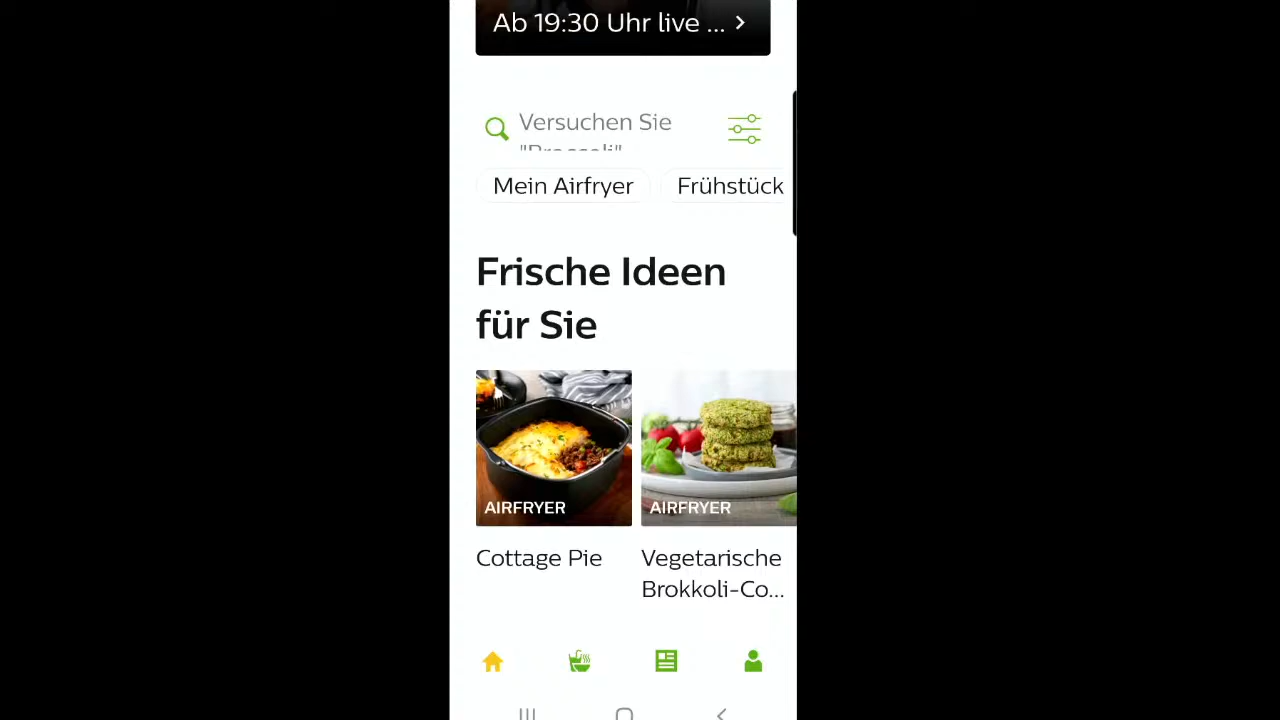 Ab 19:30 Uhr live ...
Versuchen Sie
"Broccoli"
Mein Airfryer
Frühstück
Frische Ideen
für Sie
AIRFRYER
AIRFRYER
Cottage Pie
Vegetarische
Brokkoli-Co...